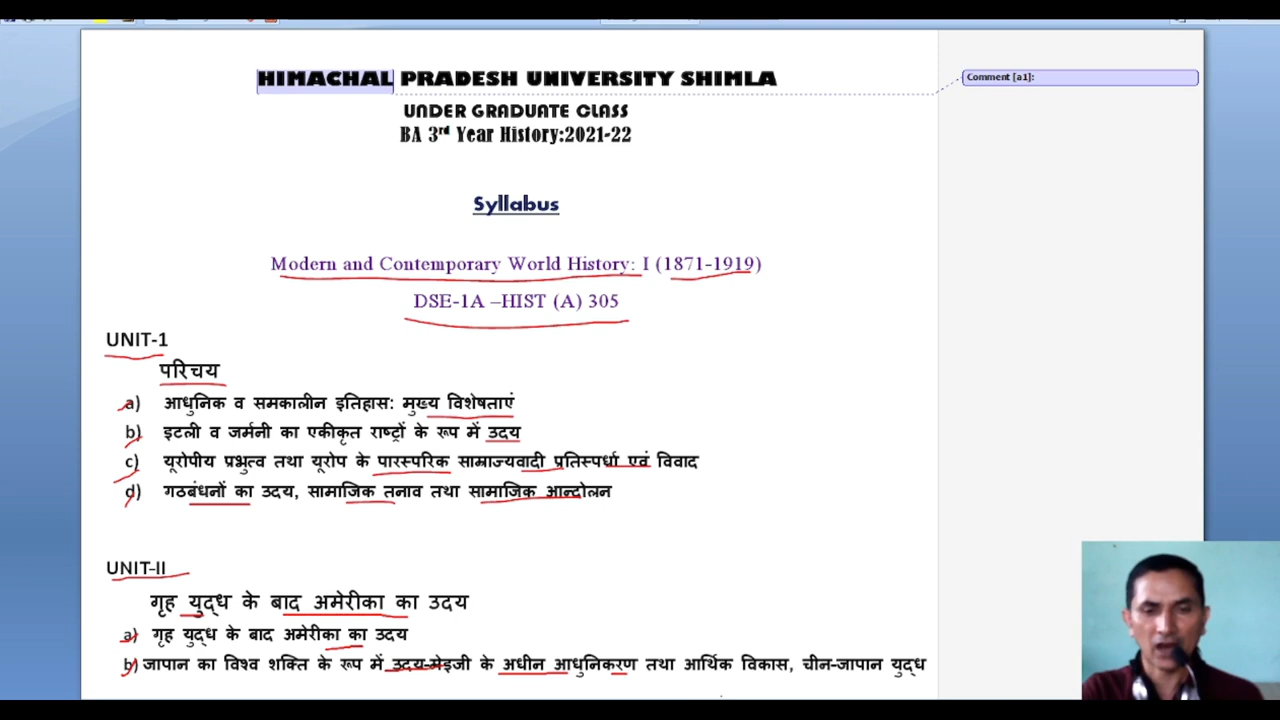 HIMACHAL PRADESH UNIVERSITY SHIMLA
Comment [a1]:
UNDER GRADUATE CLASS
BA 3rd Year History:2021-22
Syllabus
Modern and Contemporary World History: I (1871-1919)
DSE-1A –HIST (A) 305
UNIT-1
परिचय
a) आधुनिक व समकालीन इतिहास: मुख्य विशेषताएं
b) इटली व जर्मनी का एकीकृत राष्ट्रों के रूप में उदय
c) यूरोपीय प्रभुत्व तथा यूरोप के पारस्परिक साम्राज्यवादी प्रतिस्पर्धा एवं विवाद
d) गठबंधनों का उदय, सामाजिक तनाव तथा सामाजिक आन्दोलन
UNIT-II
गृह युद्ध के बाद अमेरीका का उदय
a) गृह युद्ध के बाद अमेरीका का उदय
b) जापान का विश्व शक्ति के रूप में उदय-मेइजी के अधीन आधुनिकरण तथा आर्थिक विकास, चीन-जापान युद्ध